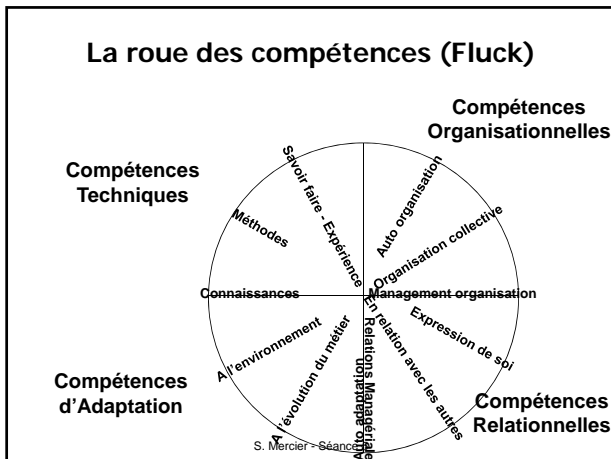 La roue des compétences (Fluck)
Compétences
Organisationnelles
Compétences
Techniques
Savoir faire - Expérience
Auto organisation
Méthodes
Organisation collective
Connaissances
Management organisation
En relation avec les autres
Expression de soi
A l'environnement
A l'évolution du métier
Auto adaptation
Relations Managériale
Compétences
d'Adaptation
Compétences
Relationnelles
S. Mercier - Séance